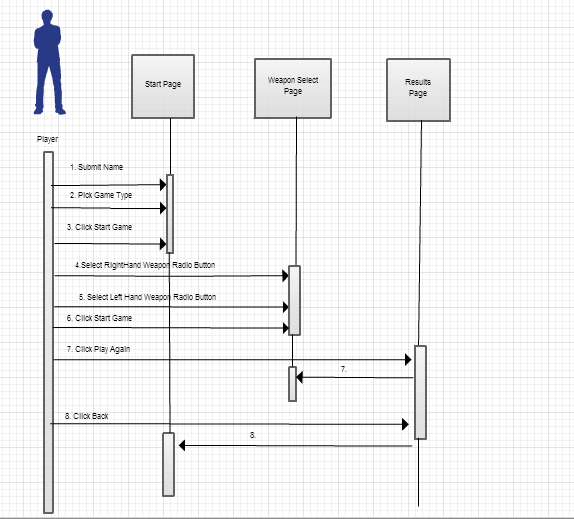 Start Page
Weapon Select
Page
Results
Page
Player
1. Submit Name
2. Pick Game Type
3. Click Start Game
4.Select RightHand Weapon Radio Button
5. Select Left Hand Weapon Radio Button
6. Click Start Game
7. Click Play Again
7.
8. Click Back
8.